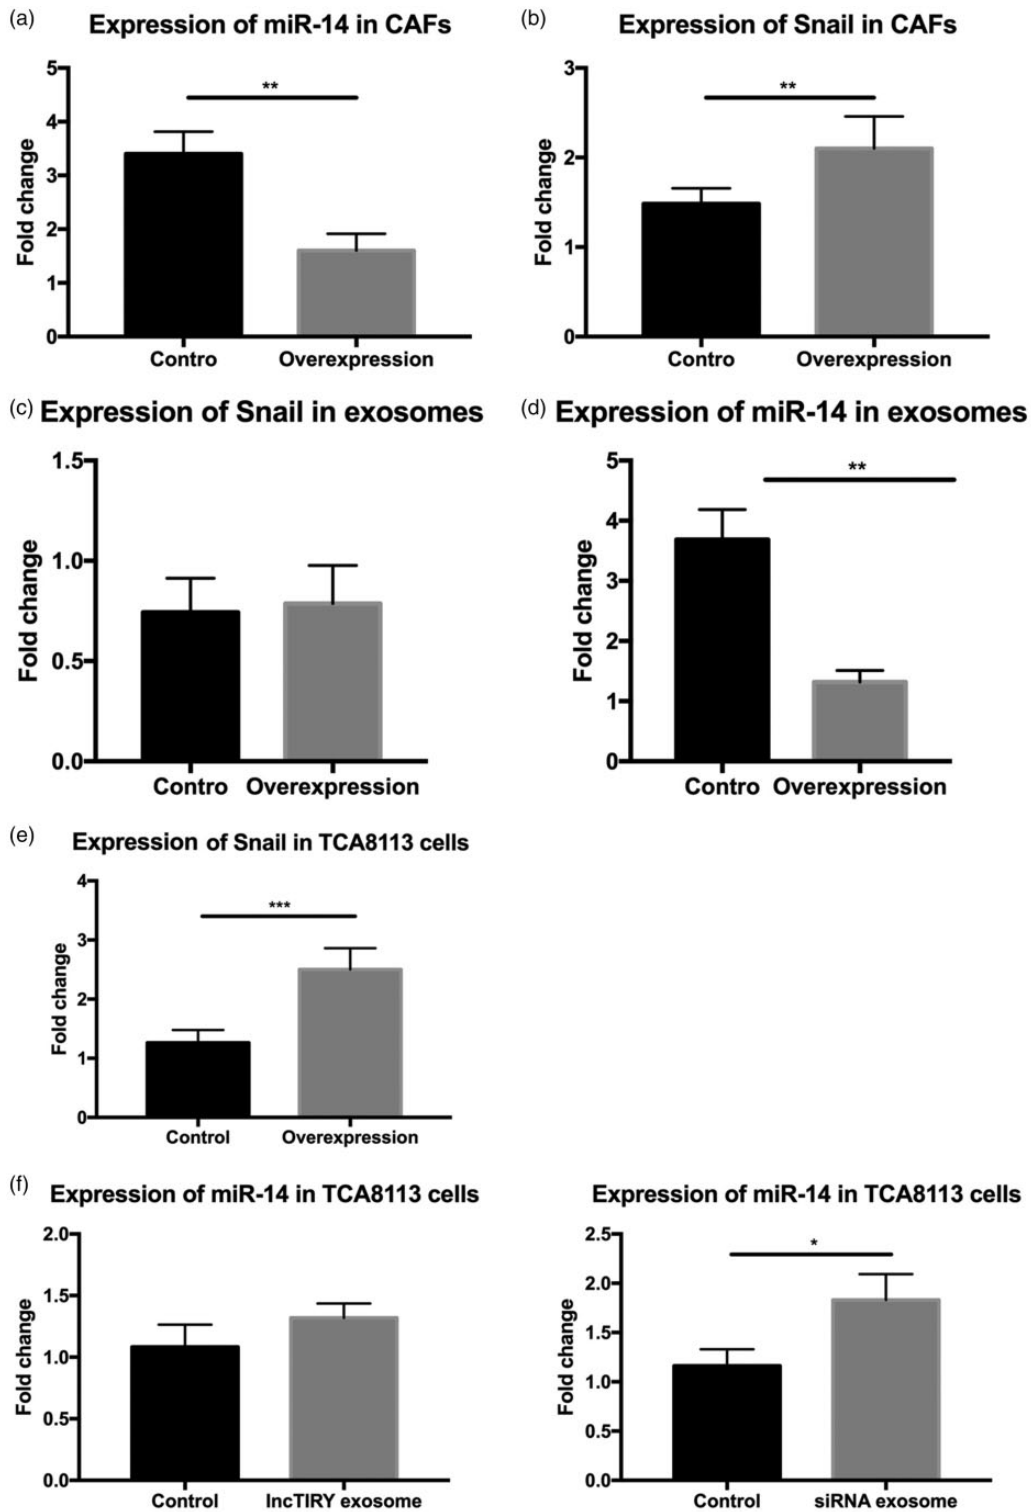 (a) Expression of miR-14 in CAFs
5
4
3
2
1
0
Fold change
**
Contro Overexpression
(b) Expression of Snail in CAFs
3
2
1
0
Fold change
**
Contro Overexpression
(c) Expression of Snail in exosomes
1.5
1.0
0.5
0.0
Fold change
Contro Overexpression
(d) Expression of miR-14 in exosomes
5
4
3
2
1
0
Fold change
**
Contro Overexpression
(e) Expression of Snail in TCA8113 cells
4
3
2
1
0
Fold change
***
Control Overexpression
(f) Expression of miR-14 in TCA8113 cells
2.0
1.5
1.0
0.5
0.0
Fold change
Control lncTIRY exosome
Expression of miR-14 in TCA8113 cells
2.5
2.0
1.5
1.0
0.5
0.0
Fold change
*
Control siRNA exosome